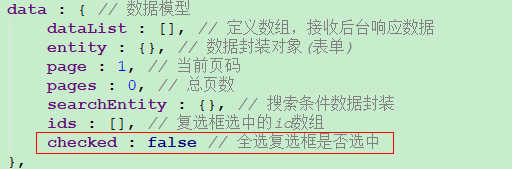 data : { // 数据模型
dataList : [], // 定义数组，接收后台响应数据
entity : {}, // 数据封装对象(表单)
page : 1, // 当前页码
pages : 0, // 总页数
searchEntity : {}, // 搜索条件数据封装
ids : [], // 复选框选中的id数组
checked : false // 全选复选框是否选中
},